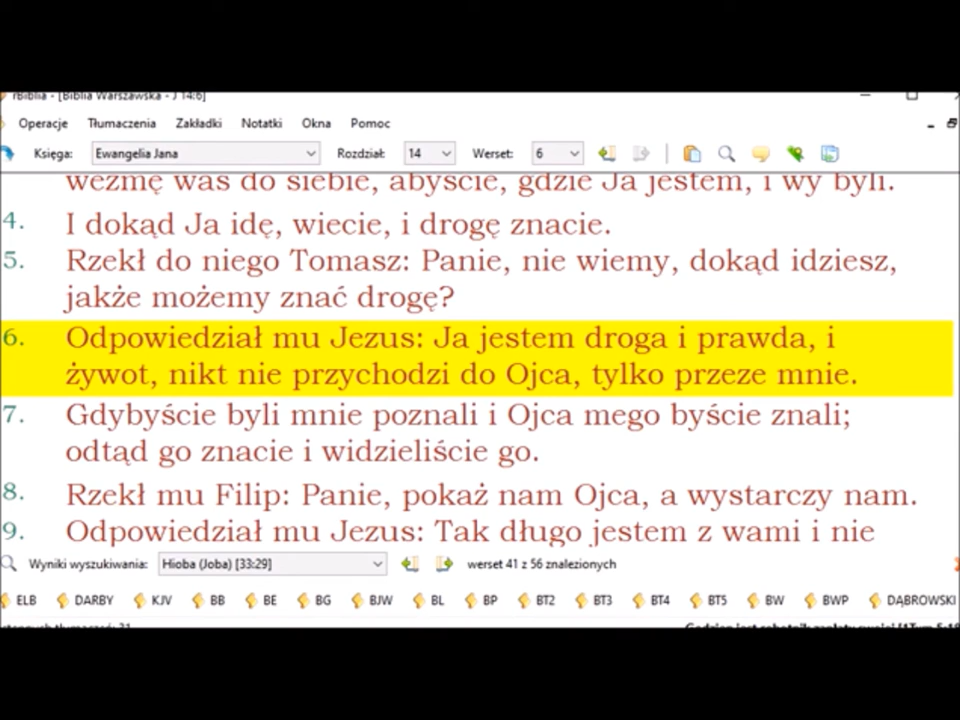 rBiblia - [Biblia Warszawska - J 14:6]
Operacje Tłumaczenia Zakładki Notatki Okna Pomoc
Księga: Ewangelia Jana Rozdział: 14 Werset: 6
wezmę was do siebie, abyście, gdzie Ja jestem, i wy byli.
4. I dokąd Ja idę, wiecie, i drogę znacie.
5. Rzekł do niego Tomasz: Panie, nie wiemy, dokąd idziesz,
jakże możemy znać drogę?
6. Odpowiedział mu Jezus: Ja jestem droga i prawda, i
żywot, nikt nie przychodzi do Ojca, tylko przeze mnie.
7. Gdybyście byli mnie poznali i Ojca mego byście znali;
odtąd go znacie i widzieliście go.
8. Rzekł mu Filip: Panie, pokaż nam Ojca, a wystarczy nam.
9. Odpowiedział mu Jezus: Tak długo jestem z wami i nie
Wyniki wyszukiwania: Hioba (Joba) [33:29] werset 41 z 56 znalezionych
ELB DARBY KJV BB BE BG BJW BL BP BT2 BT3 BT4 BT5 BW BWP DĄBROWSKI